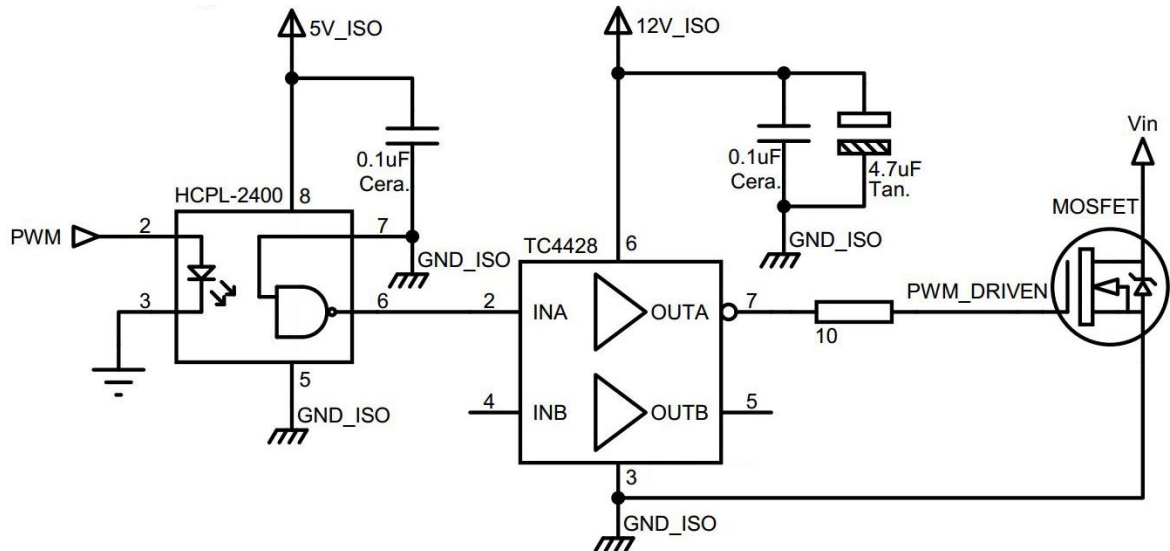 5V_ISO
12V_ISO
Vin
0.1uF
Cera.
0.1uF
Cera.
4.7uF
Tan.
HCPL-2400
8
MOSFET
PWM
2
7
GND_ISO
GND_ISO
TC4428
6
3
6
2
INA
OUTA
7
PWM_DRIVEN
10
5
GND_ISO
4
INB
OUTB
5
3
GND_ISO